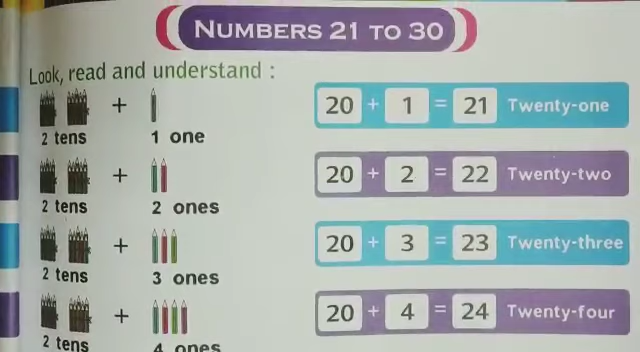 NUMBERS 21 TO 30
Look, read and understand :
+
2 tens 1 one
20 + 1 = 21 Twenty-one
+
2 tens 2 ones
20 + 2 = 22 Twenty-two
+
2 tens 3 ones
20 + 3 = 23 Twenty-three
+
2 tens 4 ones
20 + 4 = 24 Twenty-four